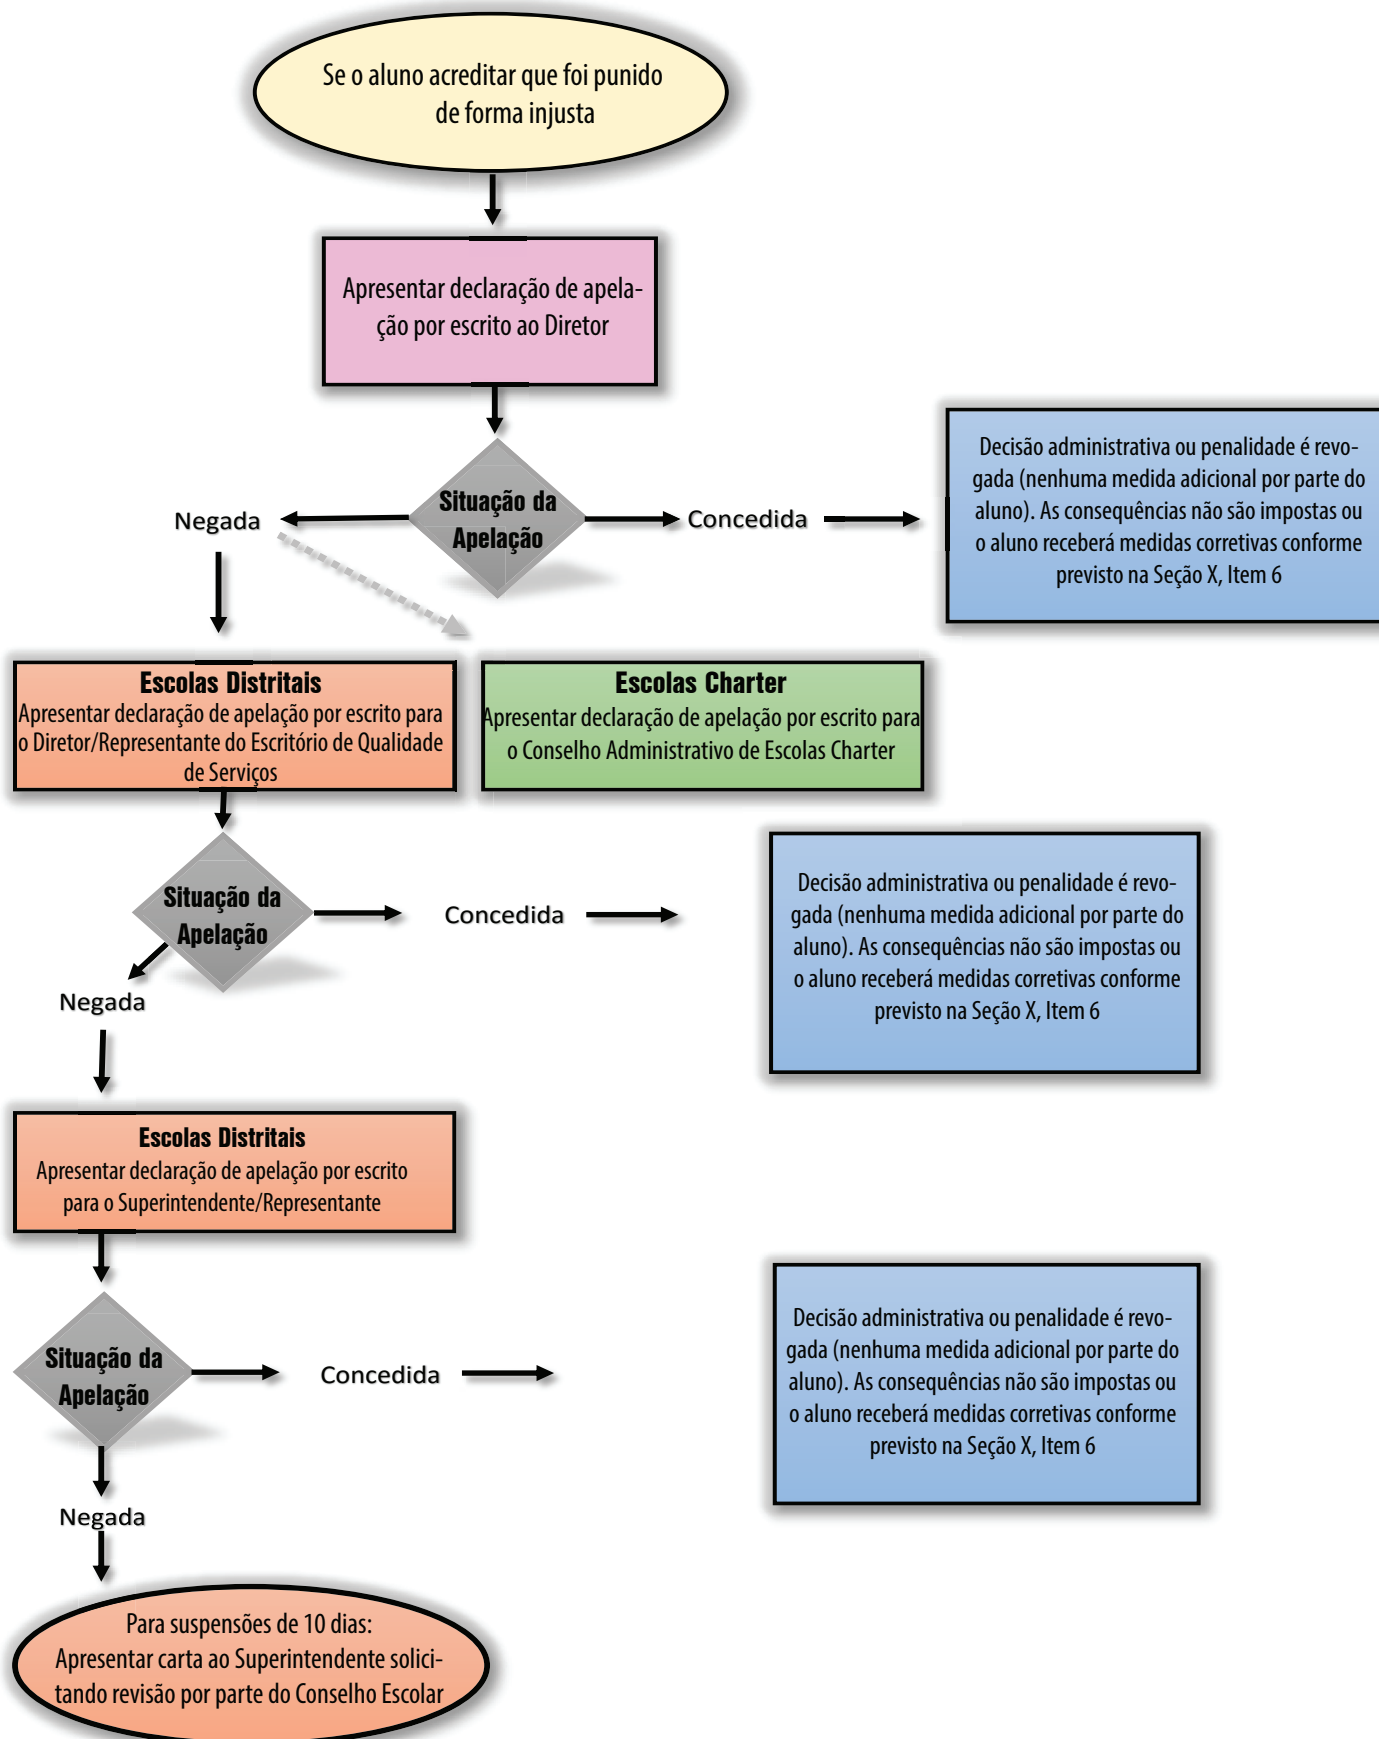 Se o aluno acreditar que foi punido
de forma injusta
Apresentar declaração de apela-
ção por escrito ao Diretor
Situação da
Apelação
Negada
Concedida
Decisão administrativa ou penalidade é revo-
gada (nenhuma medida adicional por parte do
aluno). As consequências não são impostas ou
o aluno receberá medidas corretivas conforme
previsto na Seção X, Item 6
Escolas Distritais
Apresentar declaração de apelação por escrito para
o Diretor/Representante do Escritório de Qualidade
de Serviços
Escolas Charter
Apresentar declaração de apelação por escrito para
o Conselho Administrativo de Escolas Charter
Situação da
Apelação
Concedida
Negada
Decisão administrativa ou penalidade é revo-
gada (nenhuma medida adicional por parte do
aluno). As consequências não são impostas ou
o aluno receberá medidas corretivas conforme
previsto na Seção X, Item 6
Escolas Distritais
Apresentar declaração de apelação por escrito
para o Superintendente/Representante
Situação da
Apelação
Concedida
Negada
Decisão administrativa ou penalidade é revo-
gada (nenhuma medida adicional por parte do
aluno). As consequências não são impostas ou
o aluno receberá medidas corretivas conforme
previsto na Seção X, Item 6
Para suspensões de 10 dias:
Apresentar carta ao Superintendente solici-
tando revisão por parte do Conselho Escolar